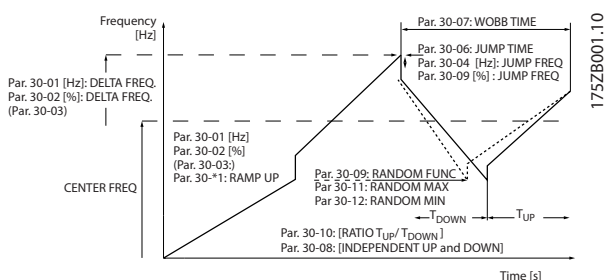 Frequency
[Hz]
Par. 30-07: WOBB TIME
Par. 30-06: JUMP TIME
Par. 30-04 [Hz]: JUMP FREQ
Par. 30-09 [%] : JUMP FREQ
175ZB001.10
Par. 30-01 [Hz]: DELTA FREQ.
Par. 30-02 [%]: DELTA FREQ.
(Par. 30-03)
Par. 30-01 [Hz]
Par. 30-02 [%]
(Par. 30-03:)
Par. 30-*1: RAMP UP
CENTER FREQ
Par. 30-09: RANDOM FUNC
Par 30-11: RANDOM MAX
Par 30-12: RANDOM MIN
TDOWN
TUP
Par. 30-10: [RATIO TUP/ TDOWN ]
Par. 30-08: [INDEPENDENT UP and DOWN]
Time [s]